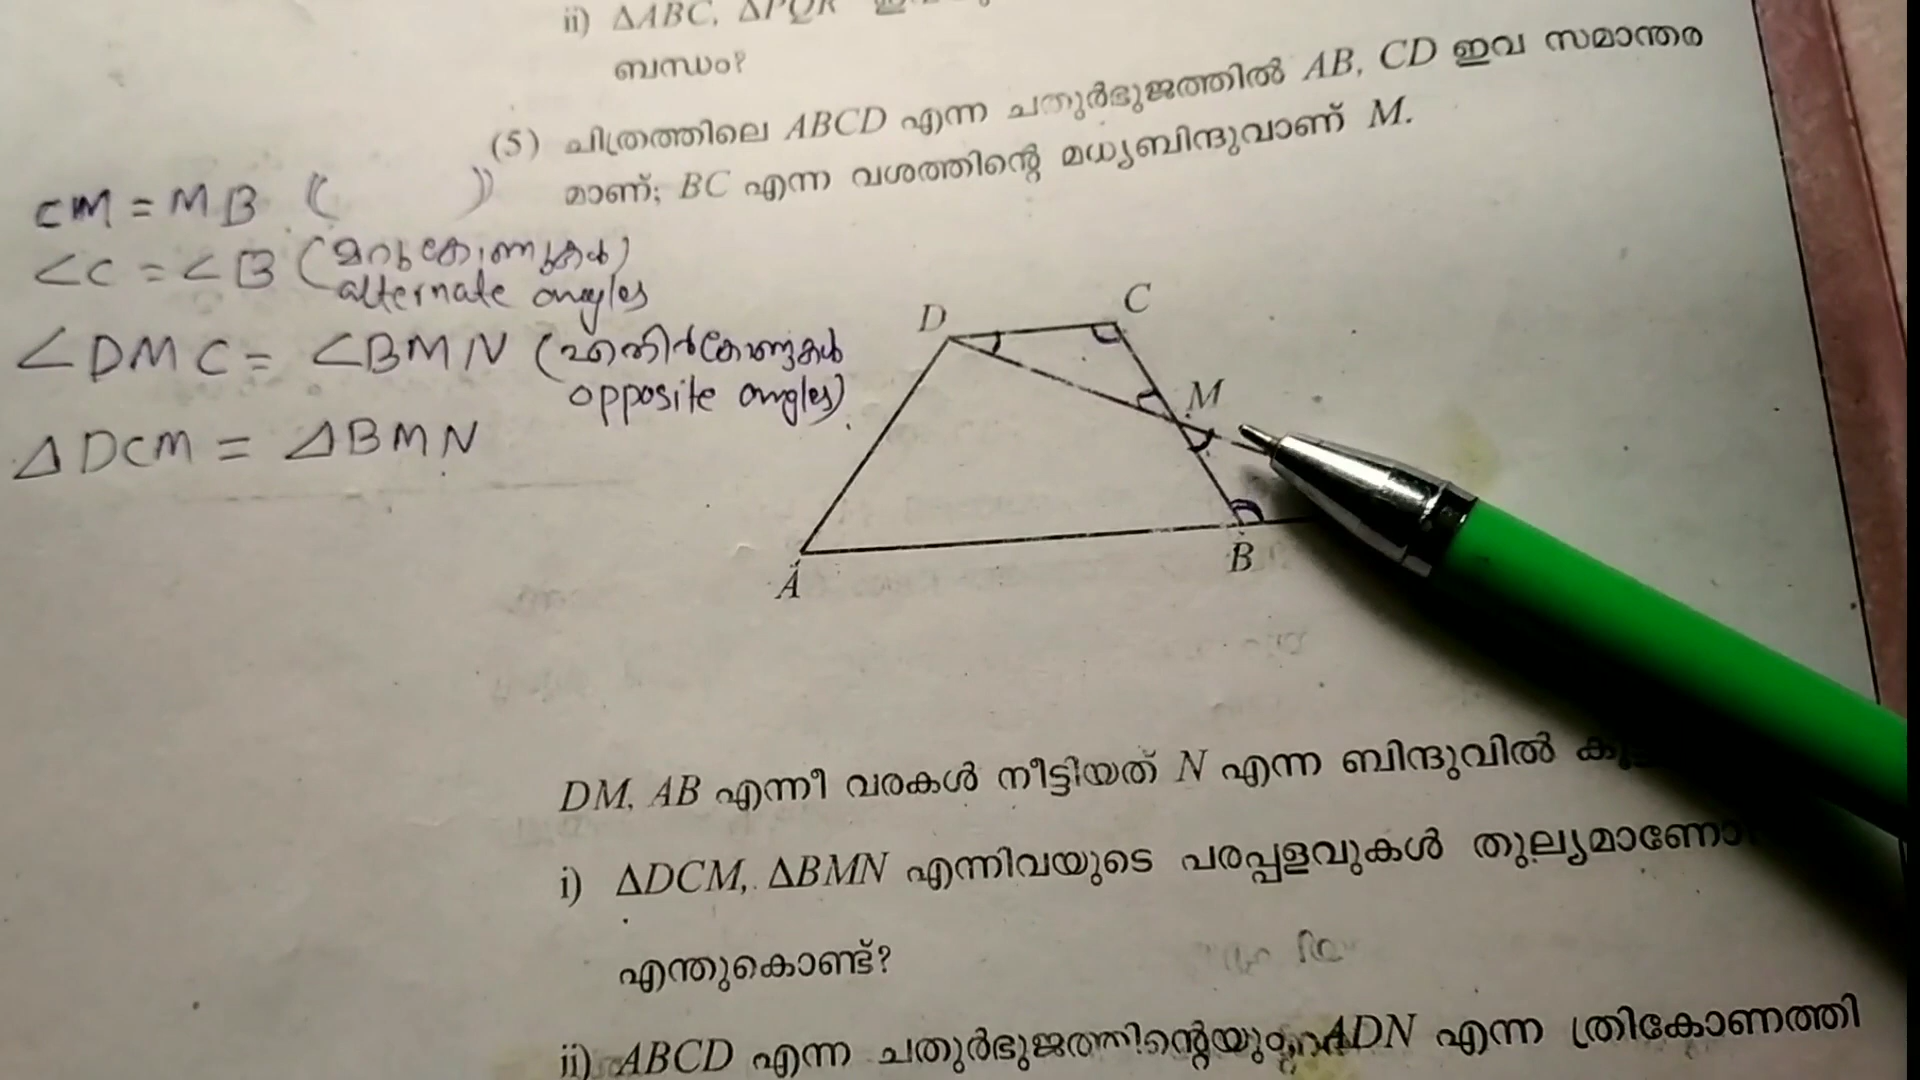 ii) ΔABC, ΔPQR
ബന്ധം?
(5) ചിത്രത്തിലെ ABCD എന്ന ചതുർഭുജത്തിൽ AB, CD ഇവ സമാന്തര
മാണ്; BC എന്ന വശത്തിന്റെ മധ്യബിന്ദുവാണ് M.
CM = MB ( )
∠C = ∠B (മറുകോണുകൾ)
alternate angles
∠DMC = ∠BMN (എതിർകോണുകൾ
opposite angles)
ΔDCM = ΔBMN
D
C
M
A
B
DM, AB എന്നീ വരകൾ നീട്ടിയത് N എന്ന ബിന്ദുവിൽ
i) ΔDCM, ΔBMN എന്നിവയുടെ പരപ്പളവുകൾ തുല്യമാണോ
എന്തുകൊണ്ട്?
ii) ABCD എന്ന ചതുർഭുജത്തിന്റെയും ADN എന്ന ത്രികോണത്തി